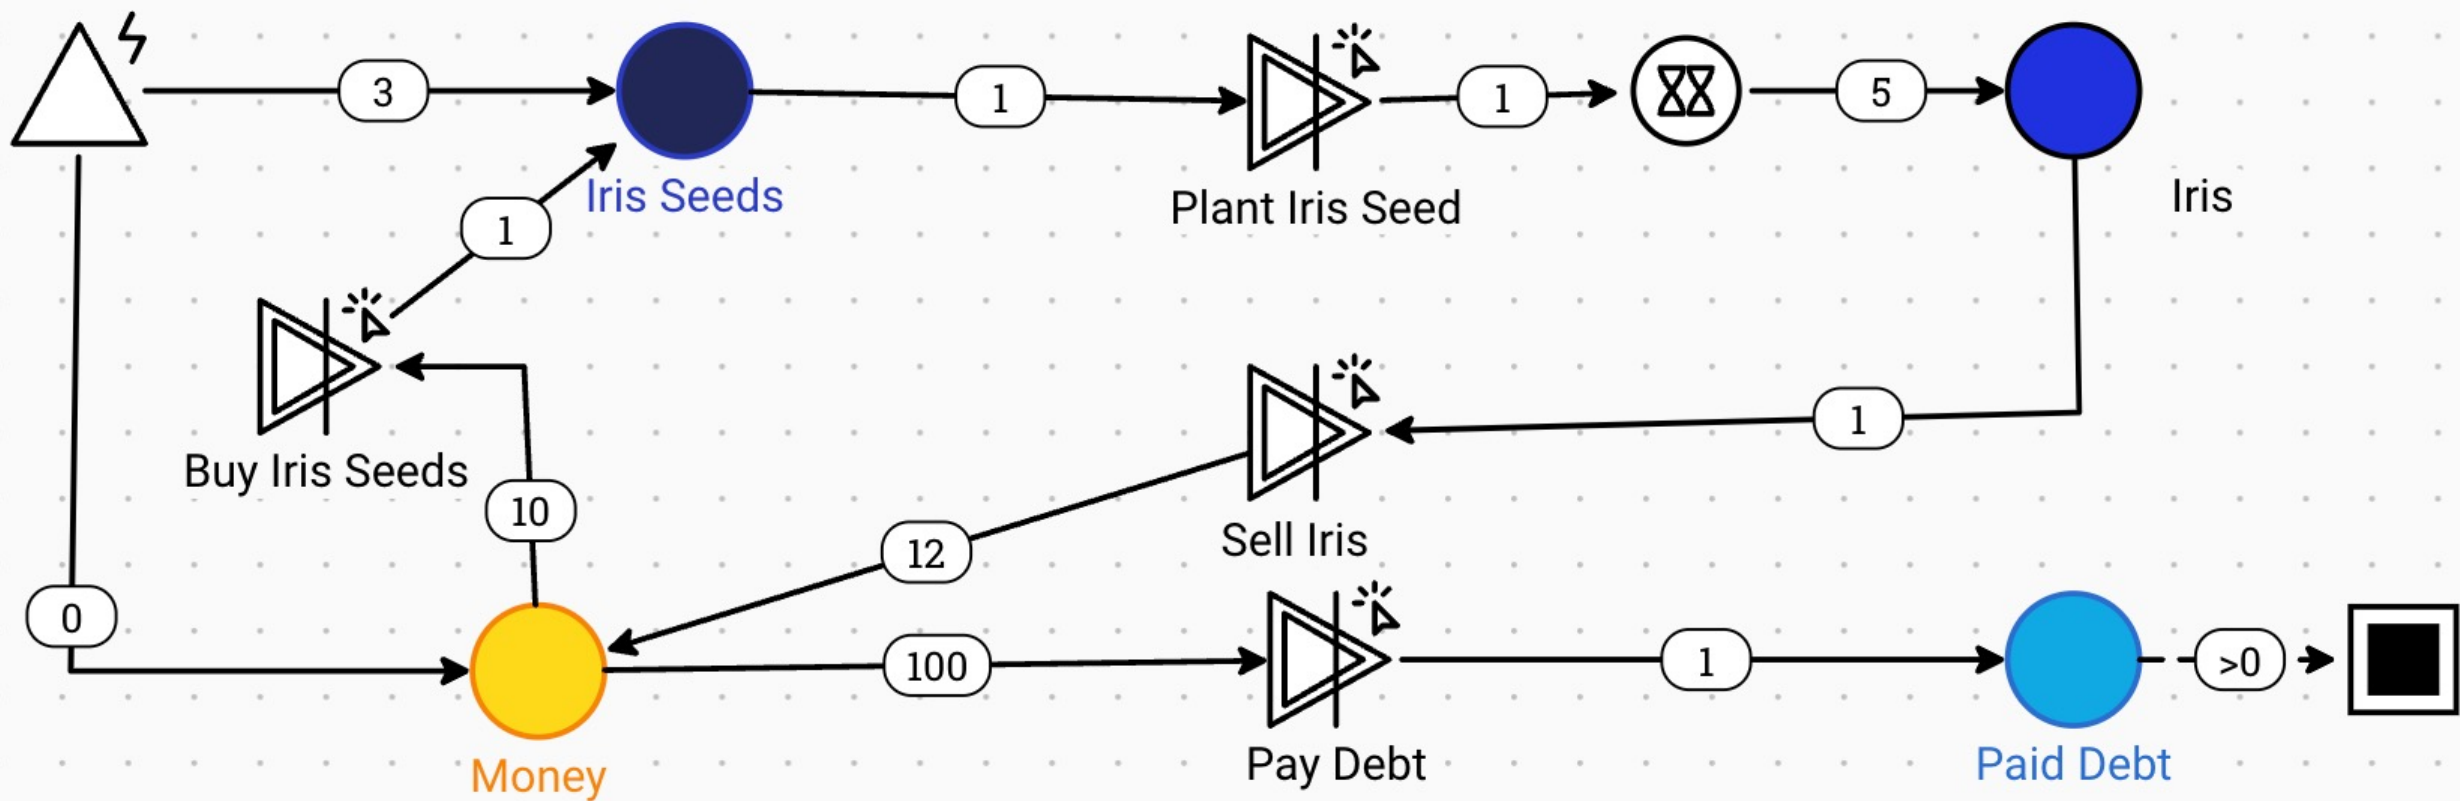 3
1
1
5
Iris Seeds
Plant Iris Seed
Iris
1
1
Buy Iris Seeds
10
Sell Iris
12
0
100
1
>0
Money
Pay Debt
Paid Debt